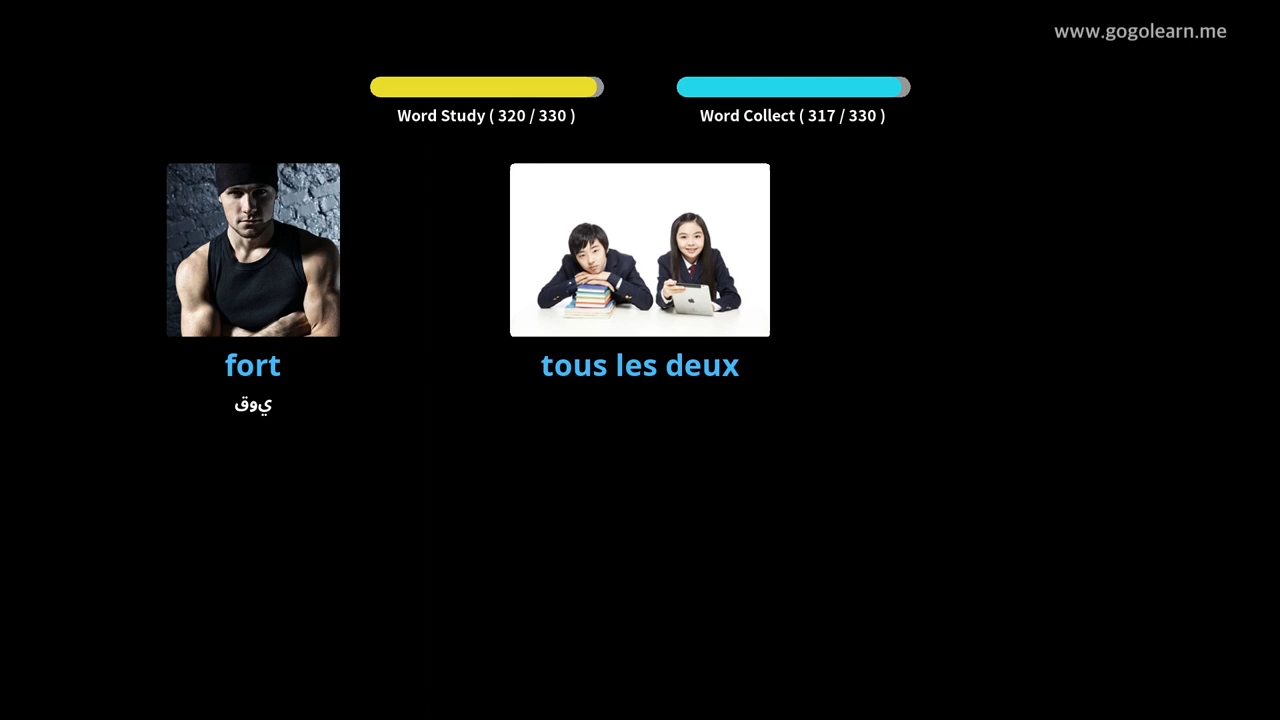 www.gogolearn.me
Word Study ( 320 / 330 )
Word Collect ( 317 / 330 )
fort
tous les deux
قوي